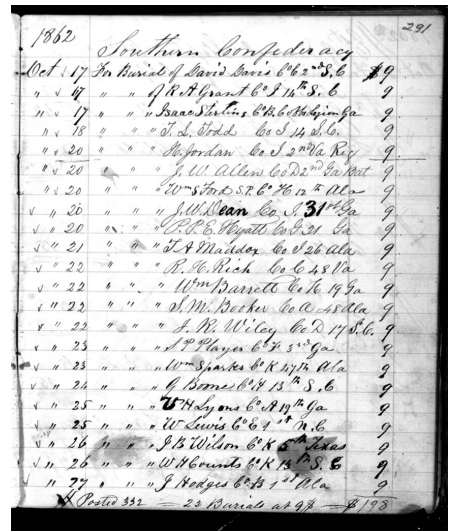 291
1862
Southern Confederacy
Oct √ 17 For Burial of David Davis Co E 2nd S.C $9
" √ 17 " " of R A Grant Co I 14th S.C 9
" √ 17 " " " Isaac Co B. Ga 9
" √ 18 " " " T. L. Todd Co I 14 S.C. 9
" √ 20 " " " H. Jordan Co I 2nd Va Reg 9
" √ 20 " " " J. W. Allen Co D 2nd Ga Bat 9
" √ 20 " " " Wm S Ford S.P. Co H 12th Ala 9
√ " 20 " " " J. W. Dean Co. I 31st Ga 9
√ " 20 " " " P. P. E. Hyatt Co G 21 Ga 9
√ " 21 " " " T A Maddox Co I 26 Ala 9
√ " 22 " " " R. H. Rich Co C 48 Va 9
√ " 22 " " " Wm Barrett Co K 19 Ga 9
√ " 22 " " " J. M. Booker Co A 48 Ala 9
√ " 22 " " " J. R. Wiley Co D 17 S.C. 9
√ " 23 " " " S P Player Co F 3rd Ga 9
√ " 23 " " " Wm Sparks Co K 47th Ala 9
√ " 24 " " " J Boone Co H 13th S.C 9
√ " 25 " " " W H Lyons Co A 19th Ga 9
√ " 25 " " " W Lewis Co E 1st N.C 9
√ " 26 " " " J B Wilson Co K 5th Texas 9
√ " 26 " " " W H Counts Co K 13th S.C 9
√ " 27 " " " J Hodges Co B 1st Ala 9
Posted 332 = 23 Burials at 9$ = $198